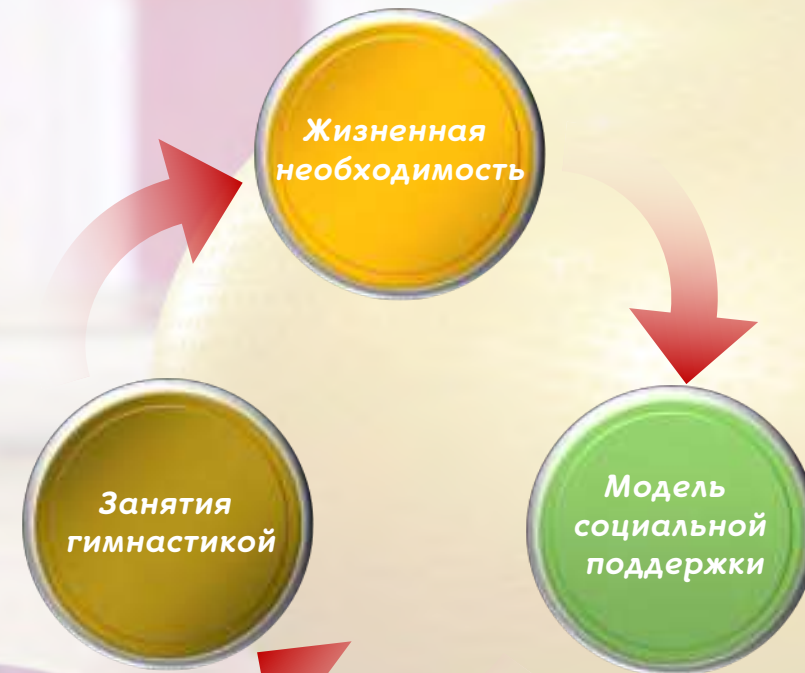 Жизненная
необходимость
Занятия
гимнастикой
Модель
социальной
поддержки